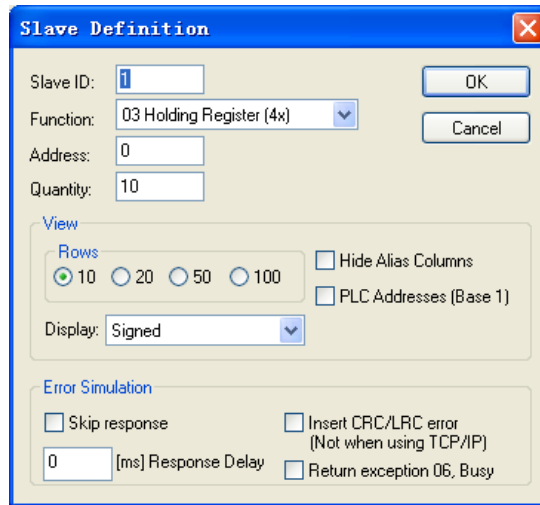 Slave Definition
Slave ID: 1
OK
Function: 03 Holding Register (4x)
Cancel
Address: 0
Quantity: 10
View
Rows
10 20 50 100
Hide Alias Columns
PLC Addresses (Base 1)
Display: Signed
Error Simulation
Skip response
Insert CRC/LRC error
(Not when using TCP/IP)
0 [ms] Response Delay
Return exception 06, Busy